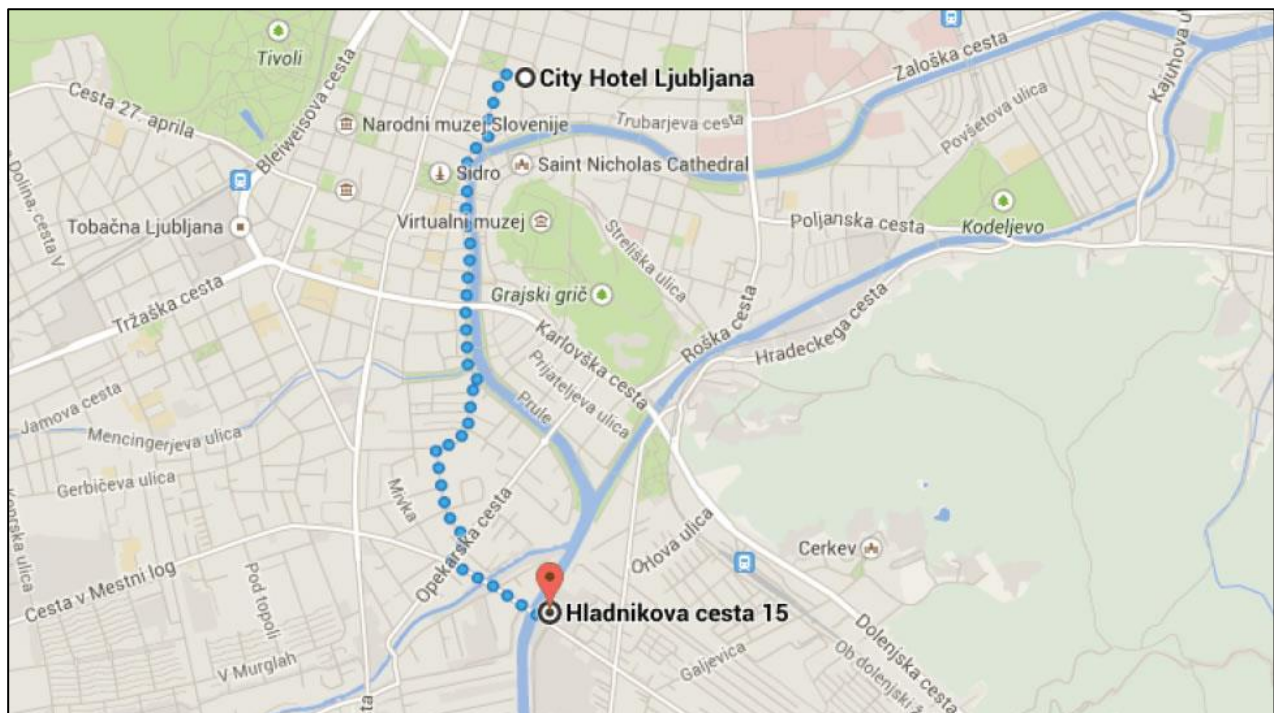 Tivoli
Zaloška cesta
City Hotel Ljubljana
Cesta 27. aprila
Bleiweisova cesta
Narodni muzej Slovenije
Trubarjeva cesta
Povšetova ulica
Sidro
Saint Nicholas Cathedral
Dolina, cesta V
Tobačna Ljubljana
Virtualni muzej
Streliška ulica
Poljanska cesta
Kodeljevo
Tržaška cesta
Grajski grič
Karlovška cesta
Roška cesta
Hradeckega cesta
Prijateljeva ulica
Jamova cesta
Prule
Mencingerjeva ulica
Gerbičeva ulica
Mivka
Opekarska cesta
Orlova ulica
Cerkev
Cesta v Mestni log
Pod topoli
Hladnikova cesta 15
V Murglah
Galjevica
Dolenjska cesta
Ob dolenjski